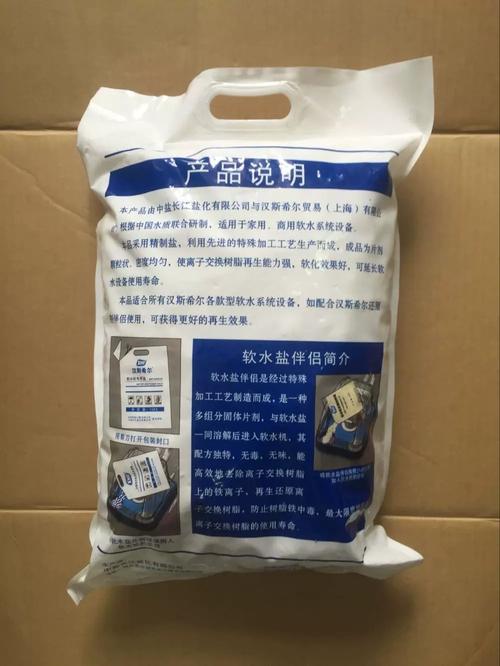 产品说明
本产品由中盐长江盐化有限公司与汉斯希尔贸易（上海）有限公
根据中国水质联合研制，适用于家用、商用软水系统设备。
本品采用精制盐，利用先进的特殊加工工艺生产而成，成品为片剂
颗粒状、密度均匀，使离子交换树脂再生能力强，软化效果好，可延长软
水设备使用寿命。
本品适合所有汉斯希尔各款型软水系统设备，如配合汉斯希尔还原
伴侣使用，可获得更好的再生效果。
软水盐伴侣简介
软水盐伴侣是经过特殊
加工工艺制造而成，是一种
多组分固体片剂，与软水盐
一同溶解后进入软水机，其
配方独特，无毒、无味，能
高效地去除离子交换树脂
上的铁离子，再生还原离
子交换树脂，防止树脂铁中毒，最大限
离子交换树脂的使用寿命。
汉斯希尔
用剪刀打开包装封口